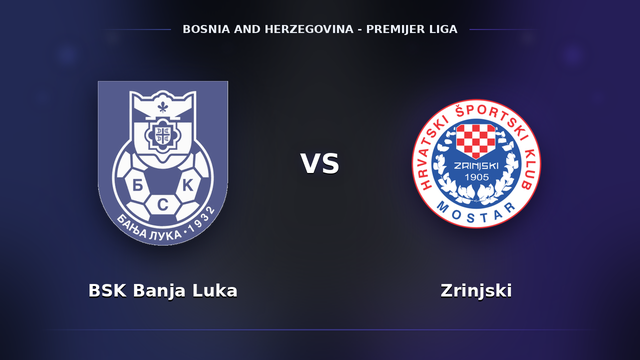 BOSNIA AND HERZEGOVINA - PREMIJER LIGA
Б К
С
БАЊА ЛУКА • 1932
VS
HRVATSKI ŠPORTSKI KLUB
ZRINJSKI
1905
MOSTAR
BSK Banja Luka
Zrinjski